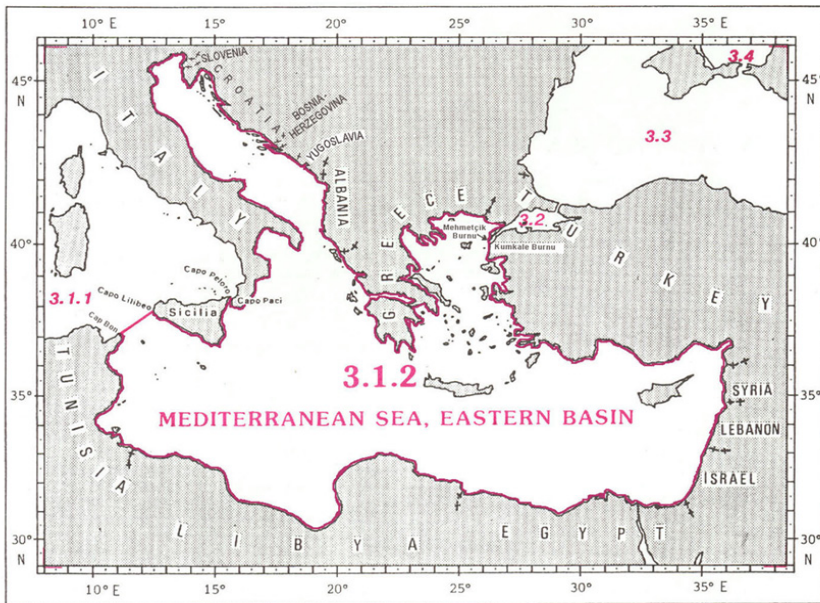 10° E 15° 20° 25° 30° 35° E
45°
N
40°
35°
30°
N
45°
N
40°
35°
30°
N
SLOVENIA
CROATIA
BOSNIA-
HERZEGOVINA
YUGOSLAVIA
ALBANIA
ITALY
GREECE
TURKEY
3.4
3.3
3.2
Mehmetçik
Burnu
Kumkale Burnu
3.1.1
Capo Peloro
Capo Lilibeo
Capo Paci
Sicilia
Cap Bon
TUNISIA
3.1.2
MEDITERRANEAN SEA, EASTERN BASIN
SYRIA
LEBANON
ISRAEL
LIBYA
EGYPT
10° E 15° 20° 25° 30° 35° E